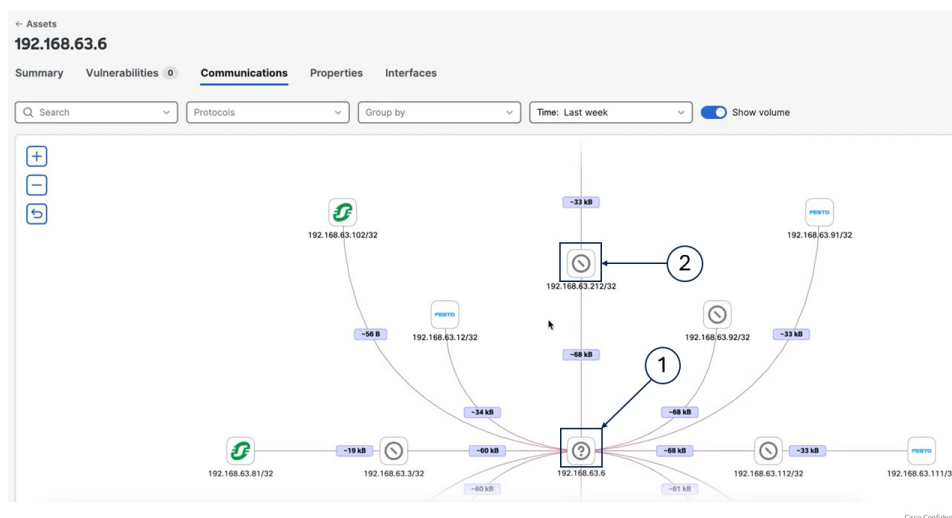 ← Assets
192.168.63.6
Summary Vulnerabilities 0 Communications Properties Interfaces
Search Protocols Group by Time: Last week Show volume
~33 kB
FESTO
192.168.63.102/32 192.168.63.91/32
2
192.168.63.212/32
FESTO
~56 B 192.168.63.12/32 192.168.63.92/32 ~33 kB
~68 kB
1
~34 kB ~68 kB
~19 kB ~60 kB ~68 kB ~33 kB FESTO
192.168.63.81/32 192.168.63.3/32 192.168.63.6 192.168.63.112/32 192.168.63.111/3
~60 kB ~61 kB
Cisco Confiden